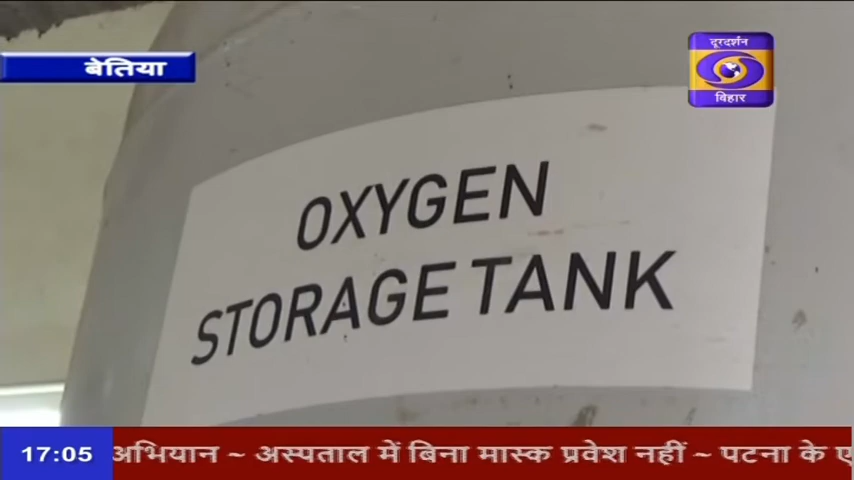 बेतिया
दूरदर्शन
बिहार
OXYGEN
STORAGE TANK
17:05
अभियान ~ अस्पताल में बिना मास्क प्रवेश नहीं ~ पटना के ए